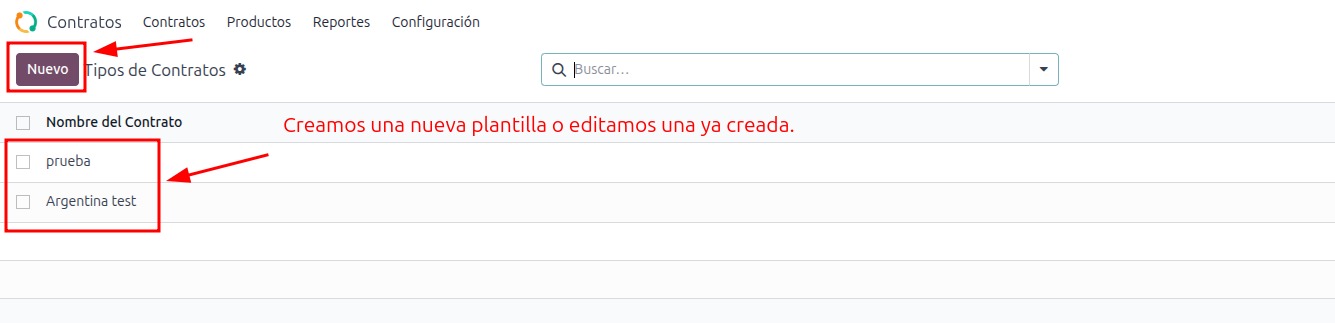 Contratos Contratos Productos Reportes Configuración
Nuevo Tipos de Contratos Buscar...
Nombre del Contrato
Creamos una nueva plantilla o editamos una ya creada.
prueba
Argentina test